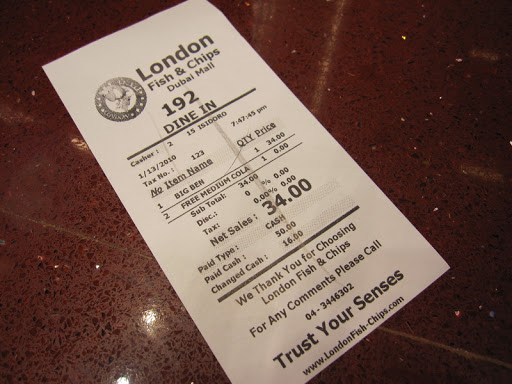 London
Fish & Chips
Dubai Mall
192
DINE IN
Casher : 2 15 ISIDORO
1/13/2010 7:47:45 pm
Tax No. : 123
No Item Name QTY Price
1 BIG BEN 1 34.00
2 FREE MEDIUM COLA 1 0.00
Sub Total: 34.00
Disc.: 0 % 0.00
Tax: 0.00% 0.00
Net Sales : 34.00
Paid Type : CASH
Paid Cash : 50.00
Changed Cash : 16.00
We Thank You for Choosing
London Fish & Chips
For Any Comments Please Call
04- 3446302
Trust Your Senses
www.LondonFish-Chips.com